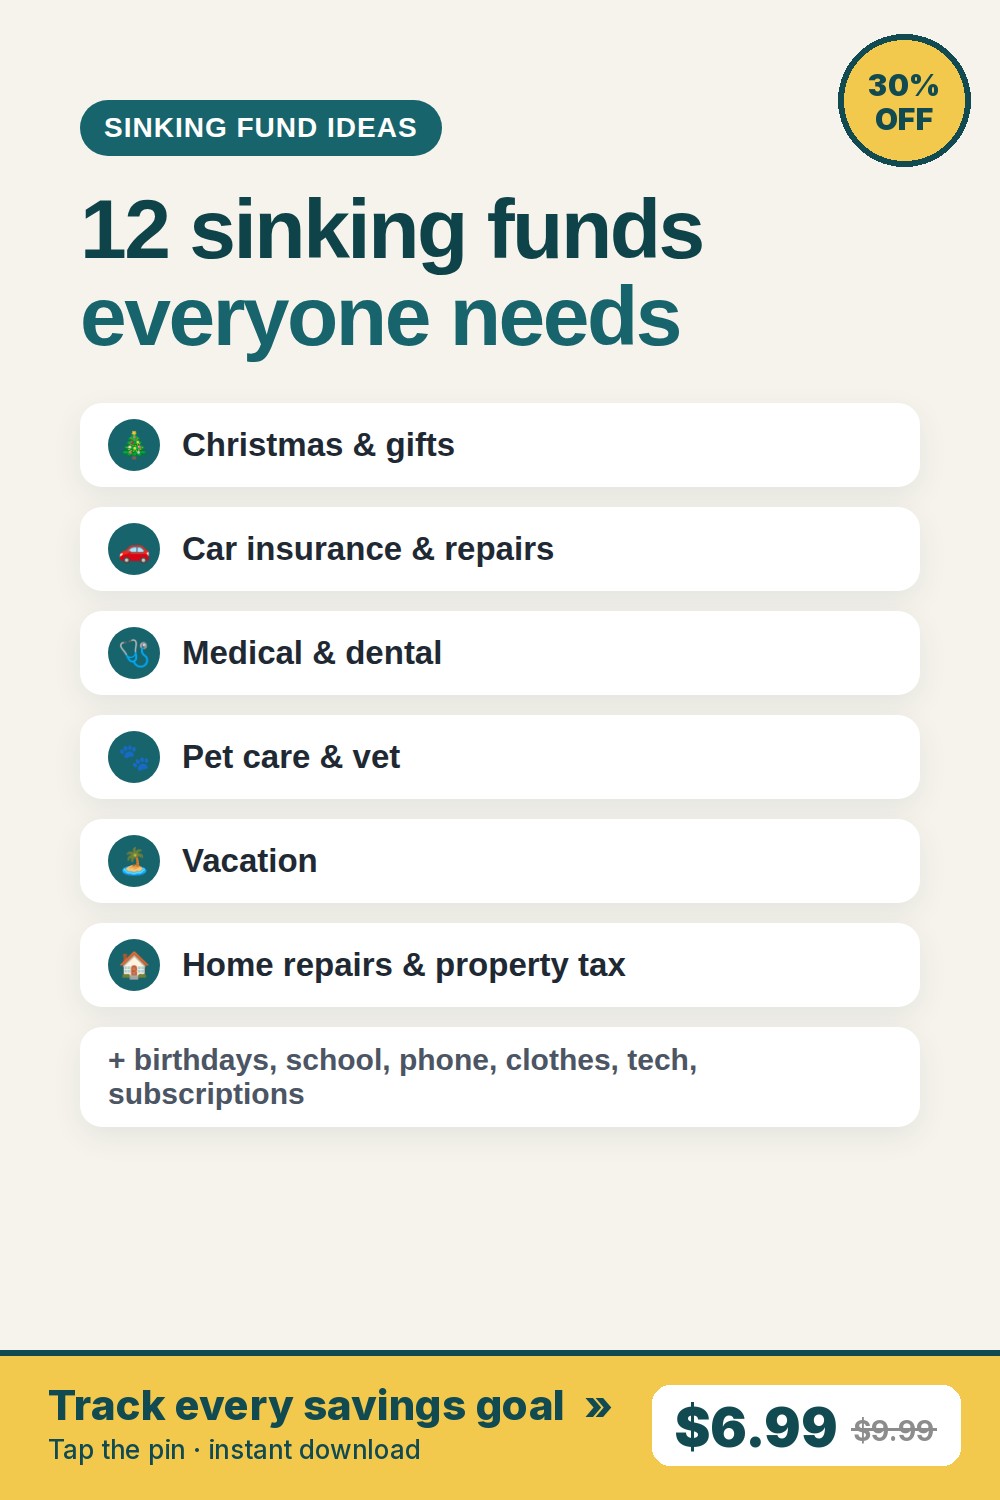 30%
OFF
SINKING FUND IDEAS
12 sinking funds
everyone needs
Christmas & gifts
Car insurance & repairs
Medical & dental
Pet care & vet
Vacation
Home repairs & property tax
+ birthdays, school, phone, clothes, tech,
subscriptions
Track every savings goal »
Tap the pin · instant download
$6.99 $9.99